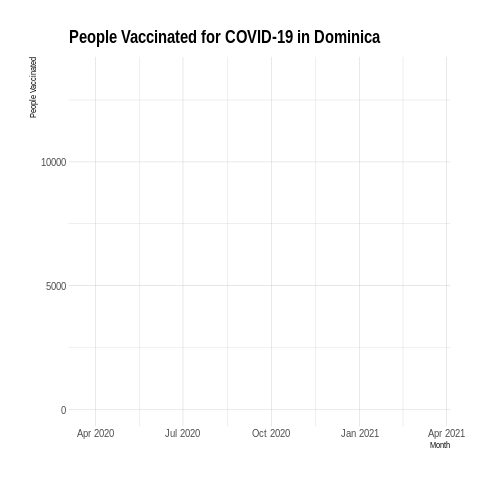 People Vaccinated for COVID-19 in Dominica
People Vaccinated
10000
5000
0
Apr 2020 Jul 2020 Oct 2020 Jan 2021 Apr 2021
Month